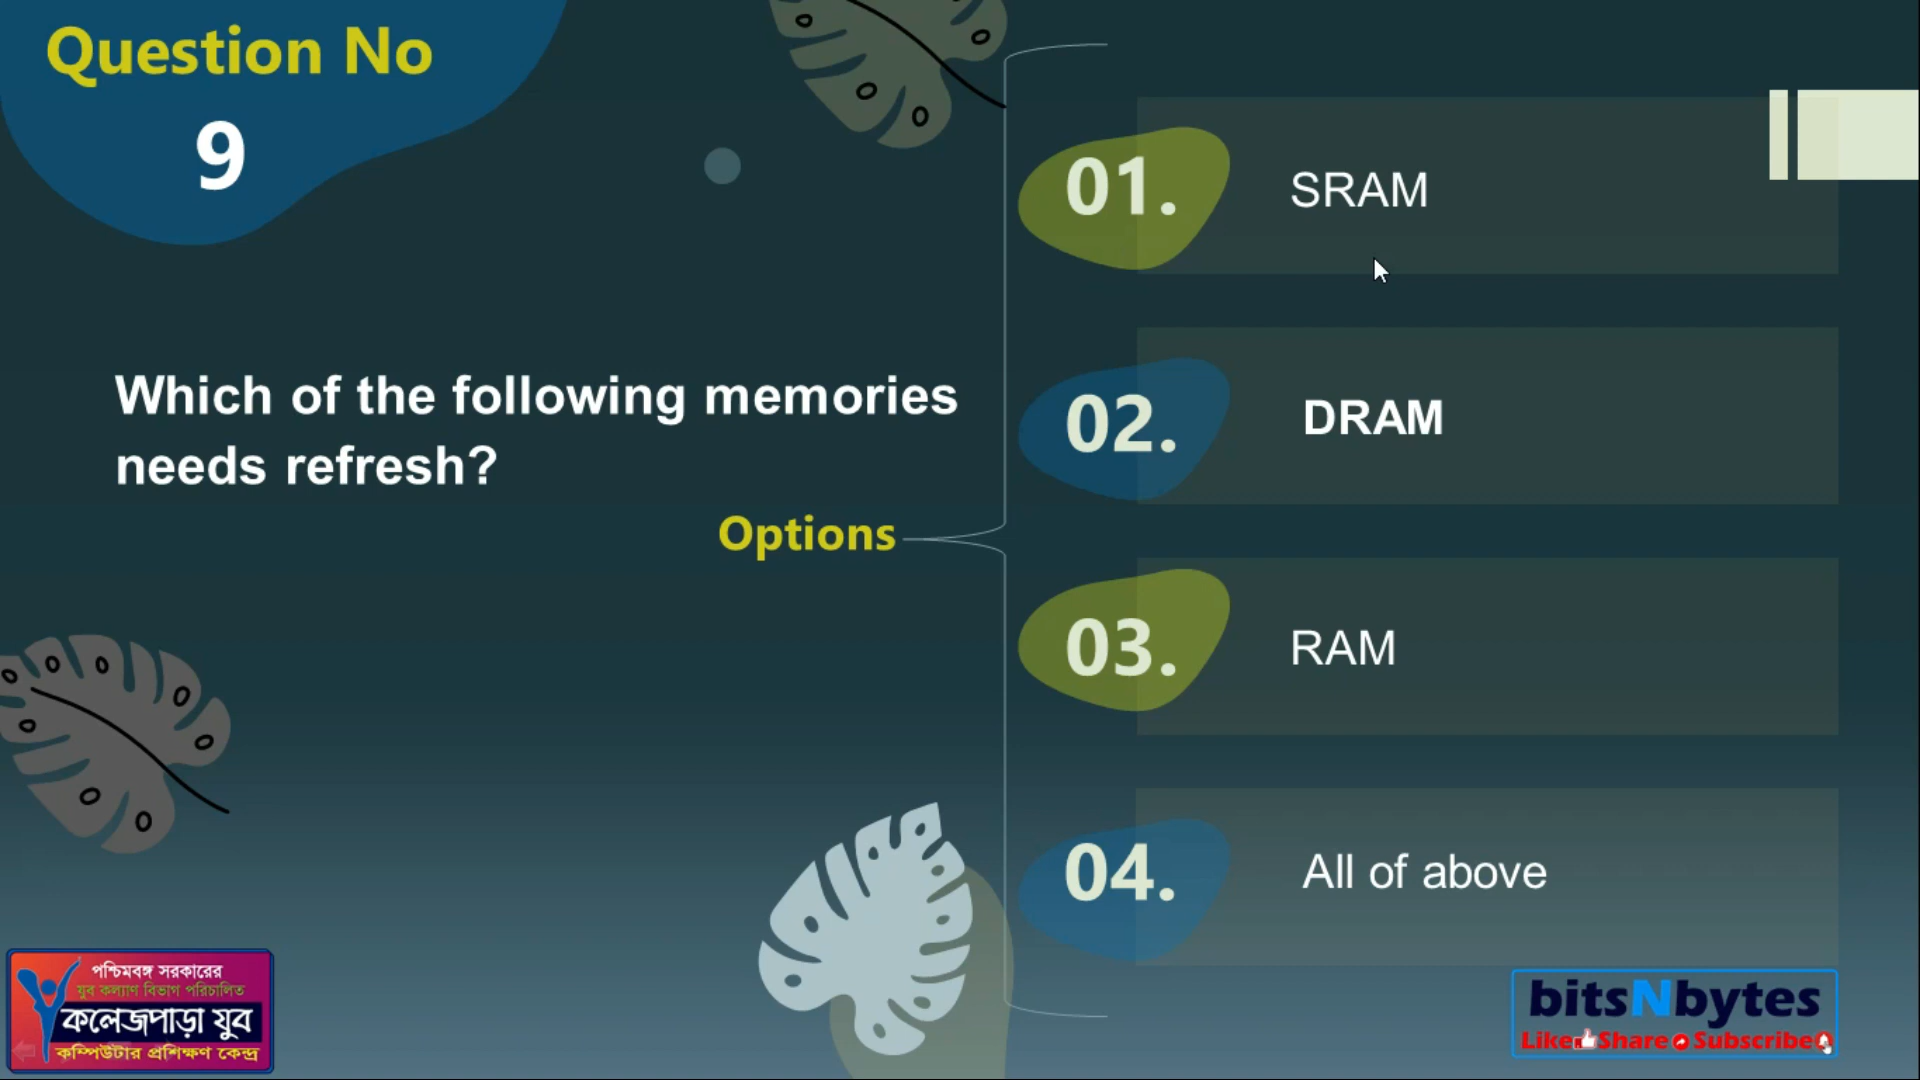 Question No
9
Which of the following memories
needs refresh?
Options
01.
SRAM
02.
DRAM
03.
RAM
04.
All of above
পশ্চিমবঙ্গ সরকারের
যুব কল্যাণ বিভাগ পরিচালিত
কলেজপাড়া যুব
কম্পিউটার প্রশিক্ষণ কেন্দ্র
bitsNbytes
Like Share Subscribe